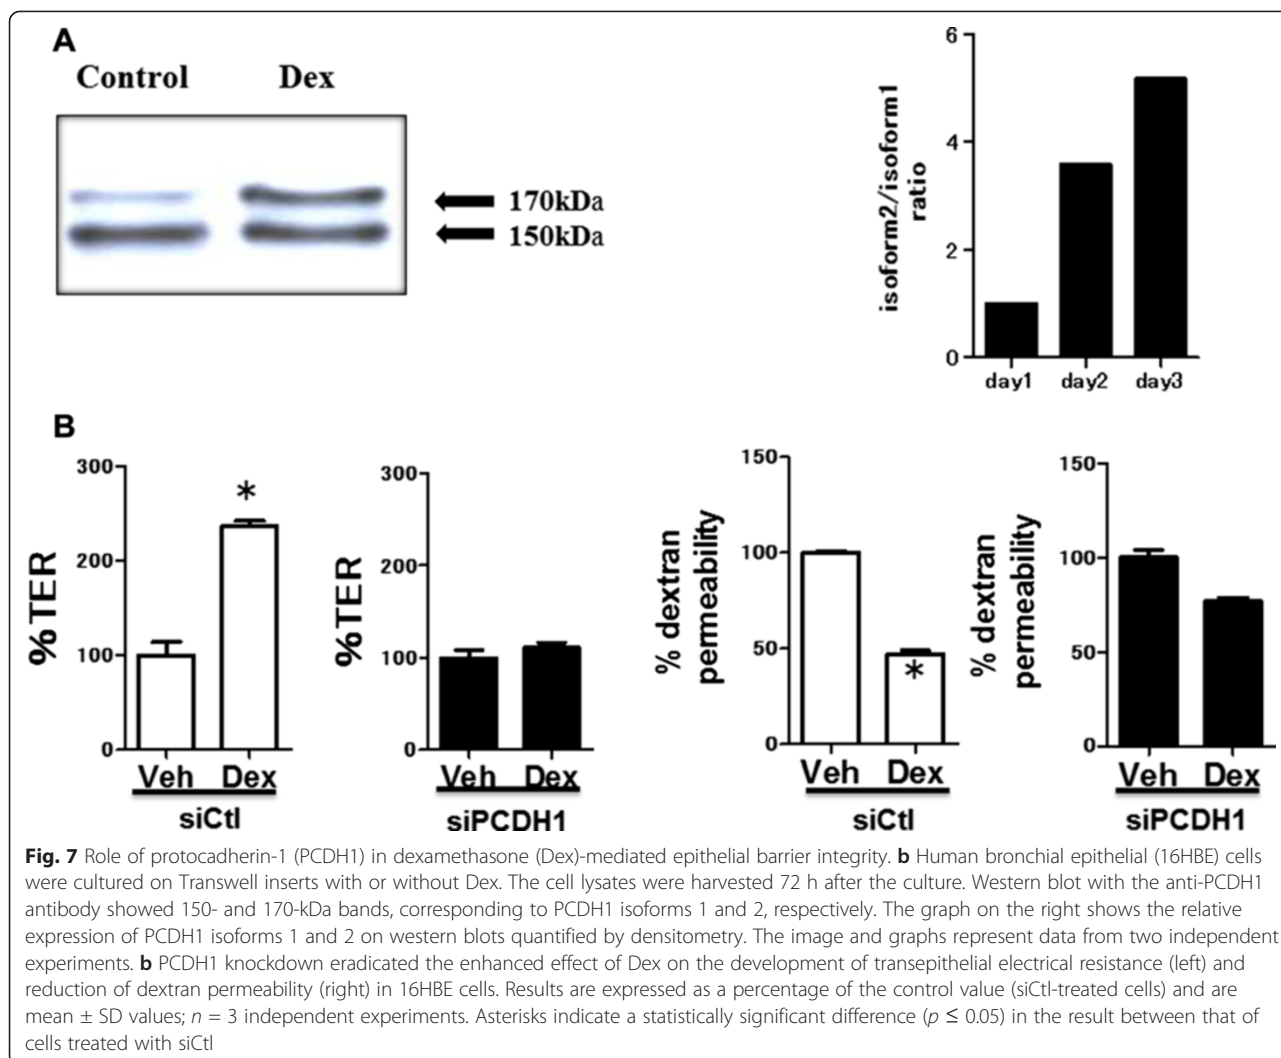 A
Control Dex
170kDa
150kDa
isoform2/isoform1
ratio
6
4
2
0
day1 day2 day3
B
%TER
300
200
100
0
Veh Dex
siCtl
%TER
300
200
100
0
Veh Dex
siPCDH1
% dextran
permeability
150
100
50
0
Veh Dex
siCtl
% dextran
permeability
150
100
50
0
Veh Dex
siPCDH1
*
*
Fig. 7 Role of protocadherin-1 (PCDH1) in dexamethasone (Dex)-mediated epithelial barrier integrity. b Human bronchial epithelial (16HBE) cells
were cultured on Transwell inserts with or without Dex. The cell lysates were harvested 72 h after the culture. Western blot with the anti-PCDH1
antibody showed 150- and 170-kDa bands, corresponding to PCDH1 isoforms 1 and 2, respectively. The graph on the right shows the relative
expression of PCDH1 isoforms 1 and 2 on western blots quantified by densitometry. The image and graphs represent data from two independent
experiments. b PCDH1 knockdown eradicated the enhanced effect of Dex on the development of transepithelial electrical resistance (left) and
reduction of dextran permeability (right) in 16HBE cells. Results are expressed as a percentage of the control value (siCtl-treated cells) and are
mean ± SD values; n = 3 independent experiments. Asterisks indicate a statistically significant difference (p ≤ 0.05) in the result between that of
cells treated with siCtl